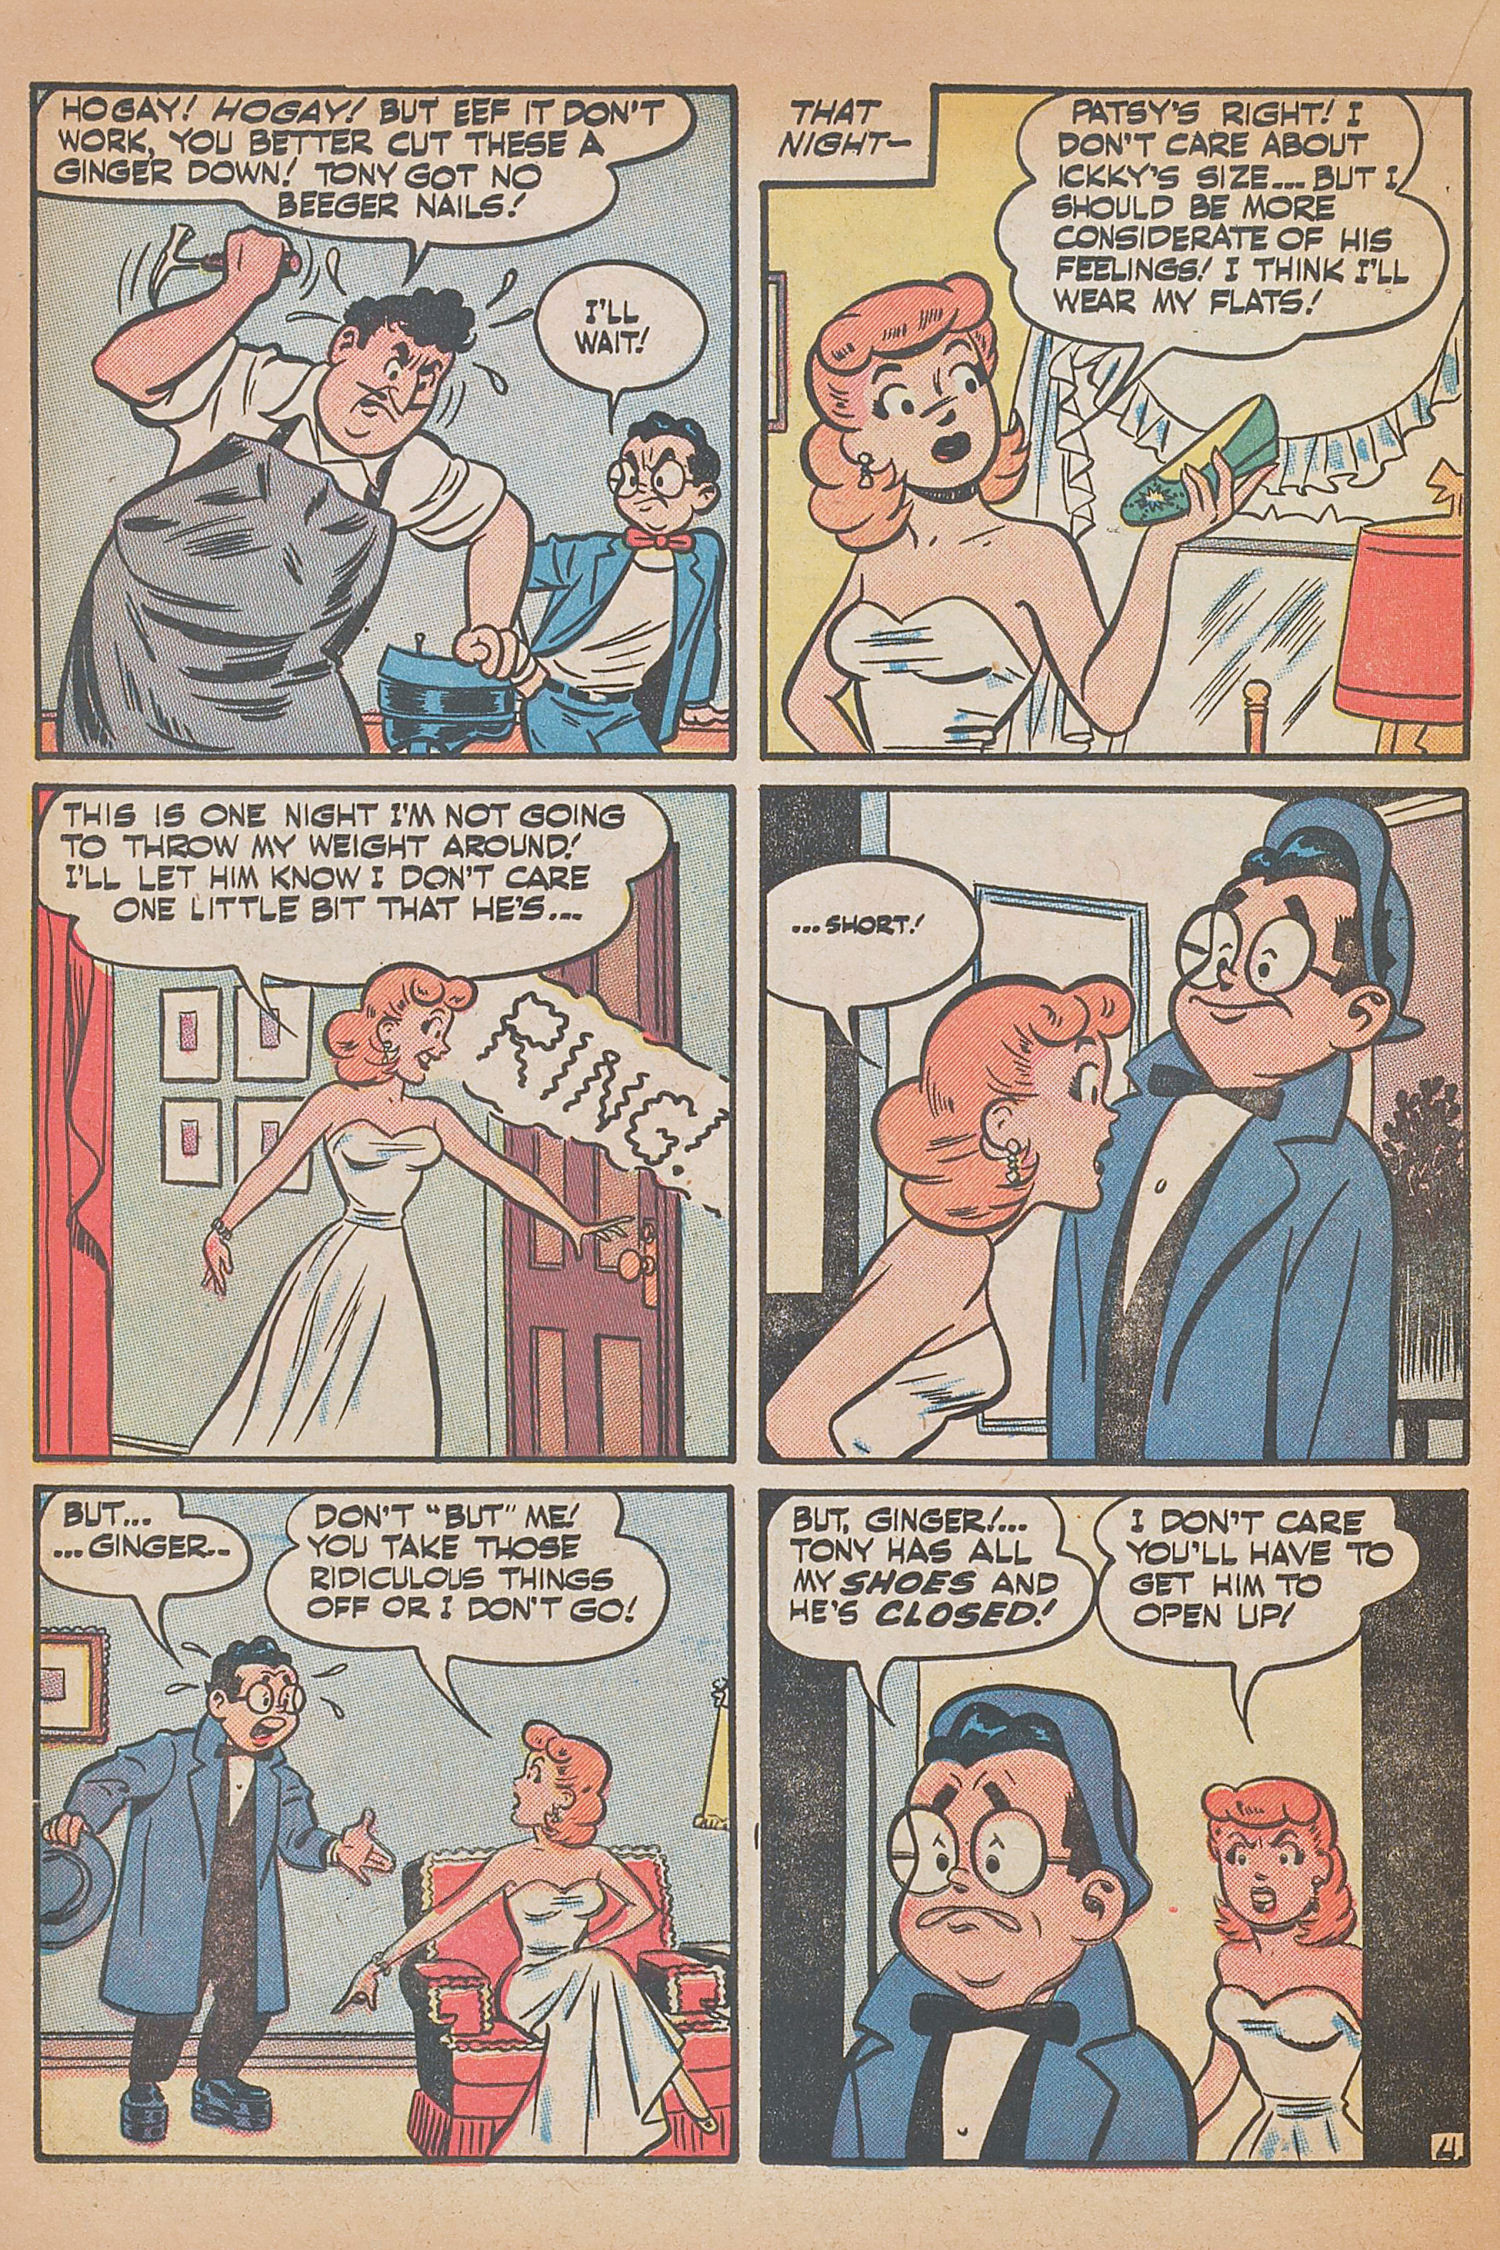 HOGAY! HOGAY! BUT EEF IT DON'T
WORK, YOU BETTER CUT THESE A
GINGER DOWN! TONY GOT NO
BEEGER NAILS!
I'LL
WAIT!
THAT
NIGHT—
PATSY'S RIGHT! I
DON'T CARE ABOUT
ICKKY'S SIZE... BUT I
SHOULD BE MORE
CONSIDERATE OF HIS
FEELINGS! I THINK I'LL
WEAR MY FLATS!
THIS IS ONE NIGHT I'M NOT GOING
TO THROW MY WEIGHT AROUND!
I'LL LET HIM KNOW I DON'T CARE
ONE LITTLE BIT THAT HE'S...
RING!
...SHORT!
BUT...
...GINGER--
DON'T "BUT" ME!
YOU TAKE THOSE
RIDICULOUS THINGS
OFF OR I DON'T GO!
BUT, GINGER!...
TONY HAS ALL
MY SHOES AND
HE'S CLOSED!
I DON'T CARE
YOU'LL HAVE TO
GET HIM TO
OPEN UP!
4